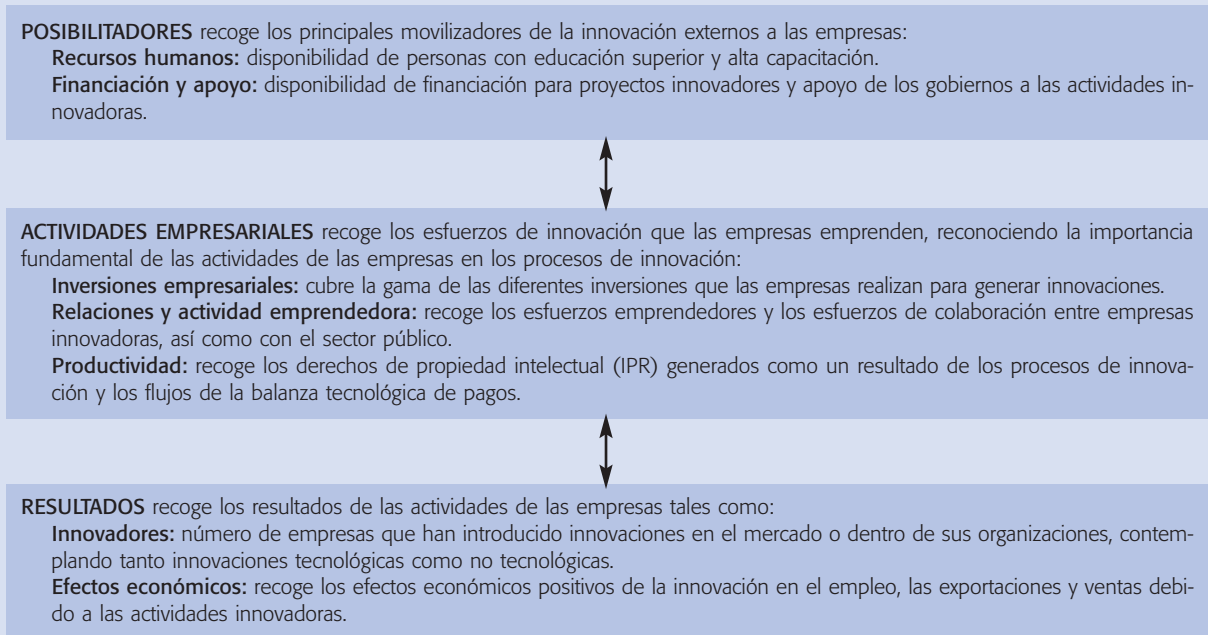 POSIBILITADORES recoge los principales movilizadores de la innovación externos a las empresas:
Recursos humanos: disponibilidad de personas con educación superior y alta capacitación.
Financiación y apoyo: disponibilidad de financiación para proyectos innovadores y apoyo de los gobiernos a las actividades in-
novadoras.
ACTIVIDADES EMPRESARIALES recoge los esfuerzos de innovación que las empresas emprenden, reconociendo la importancia
fundamental de las actividades de las empresas en los procesos de innovación:
Inversiones empresariales: cubre la gama de las diferentes inversiones que las empresas realizan para generar innovaciones.
Relaciones y actividad emprendedora: recoge los esfuerzos emprendedores y los esfuerzos de colaboración entre empresas
innovadoras, así como con el sector público.
Productividad: recoge los derechos de propiedad intelectual (IPR) generados como un resultado de los procesos de innova-
ción y los flujos de la balanza tecnológica de pagos.
RESULTADOS recoge los resultados de las actividades de las empresas tales como:
Innovadores: número de empresas que han introducido innovaciones en el mercado o dentro de sus organizaciones, contem-
plando tanto innovaciones tecnológicas como no tecnológicas.
Efectos económicos: recoge los efectos económicos positivos de la innovación en el empleo, las exportaciones y ventas debi-
do a las actividades innovadoras.